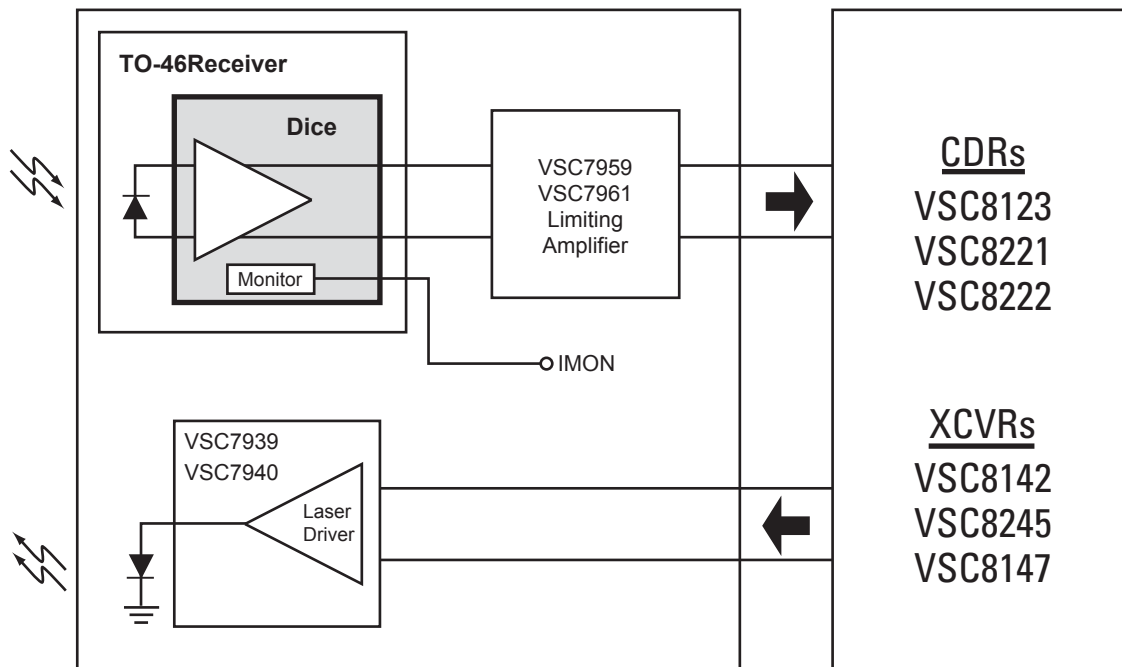 TO-46Receiver
Dice
Monitor
VSC7959
VSC7961
Limiting
Amplifier
IMON
VSC7939
VSC7940
Laser
Driver
CDRs
VSC8123
VSC8221
VSC8222
XCVRs
VSC8142
VSC8245
VSC8147